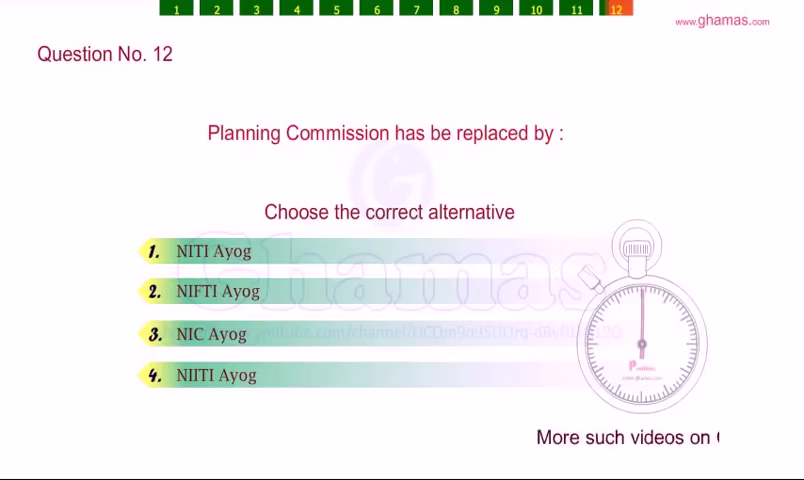 1 2 3 4 5 6 7 8 9 10 11 12
www.ghamas.com
Question No. 12
Planning Commission has be replaced by :
Choose the correct alternative
1. NITI Ayog
2. NIFTI Ayog
3. NIC Ayog
4. NIITI Ayog
Ghamas
More such videos on